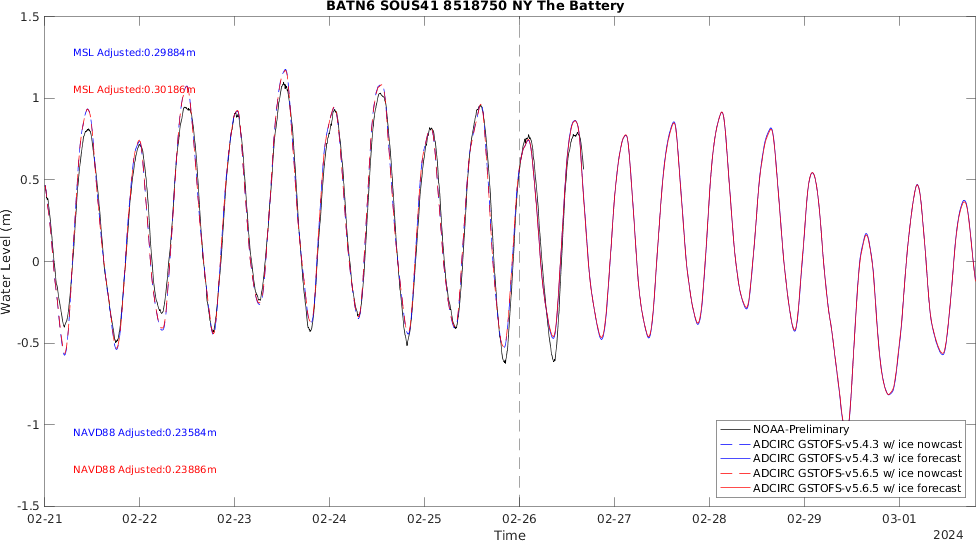 BATN6 SOUS41 8518750 NY The Battery
1.5
MSL Adjusted:0.29884m
MSL Adjusted:0.30186m
1
0.5
0
Water Level (m)
-0.5
-1
NAVD88 Adjusted:0.23584m
NAVD88 Adjusted:0.23886m
NOAA-Preliminary
ADCIRC GSTOFS-v5.4.3 w/ ice nowcast
ADCIRC GSTOFS-v5.4.3 w/ ice forecast
ADCIRC GSTOFS-v5.6.5 w/ ice nowcast
ADCIRC GSTOFS-v5.6.5 w/ ice forecast
-1.5
02-21 02-22 02-23 02-24 02-25 02-26 02-27 02-28 02-29 03-01
Time
2024